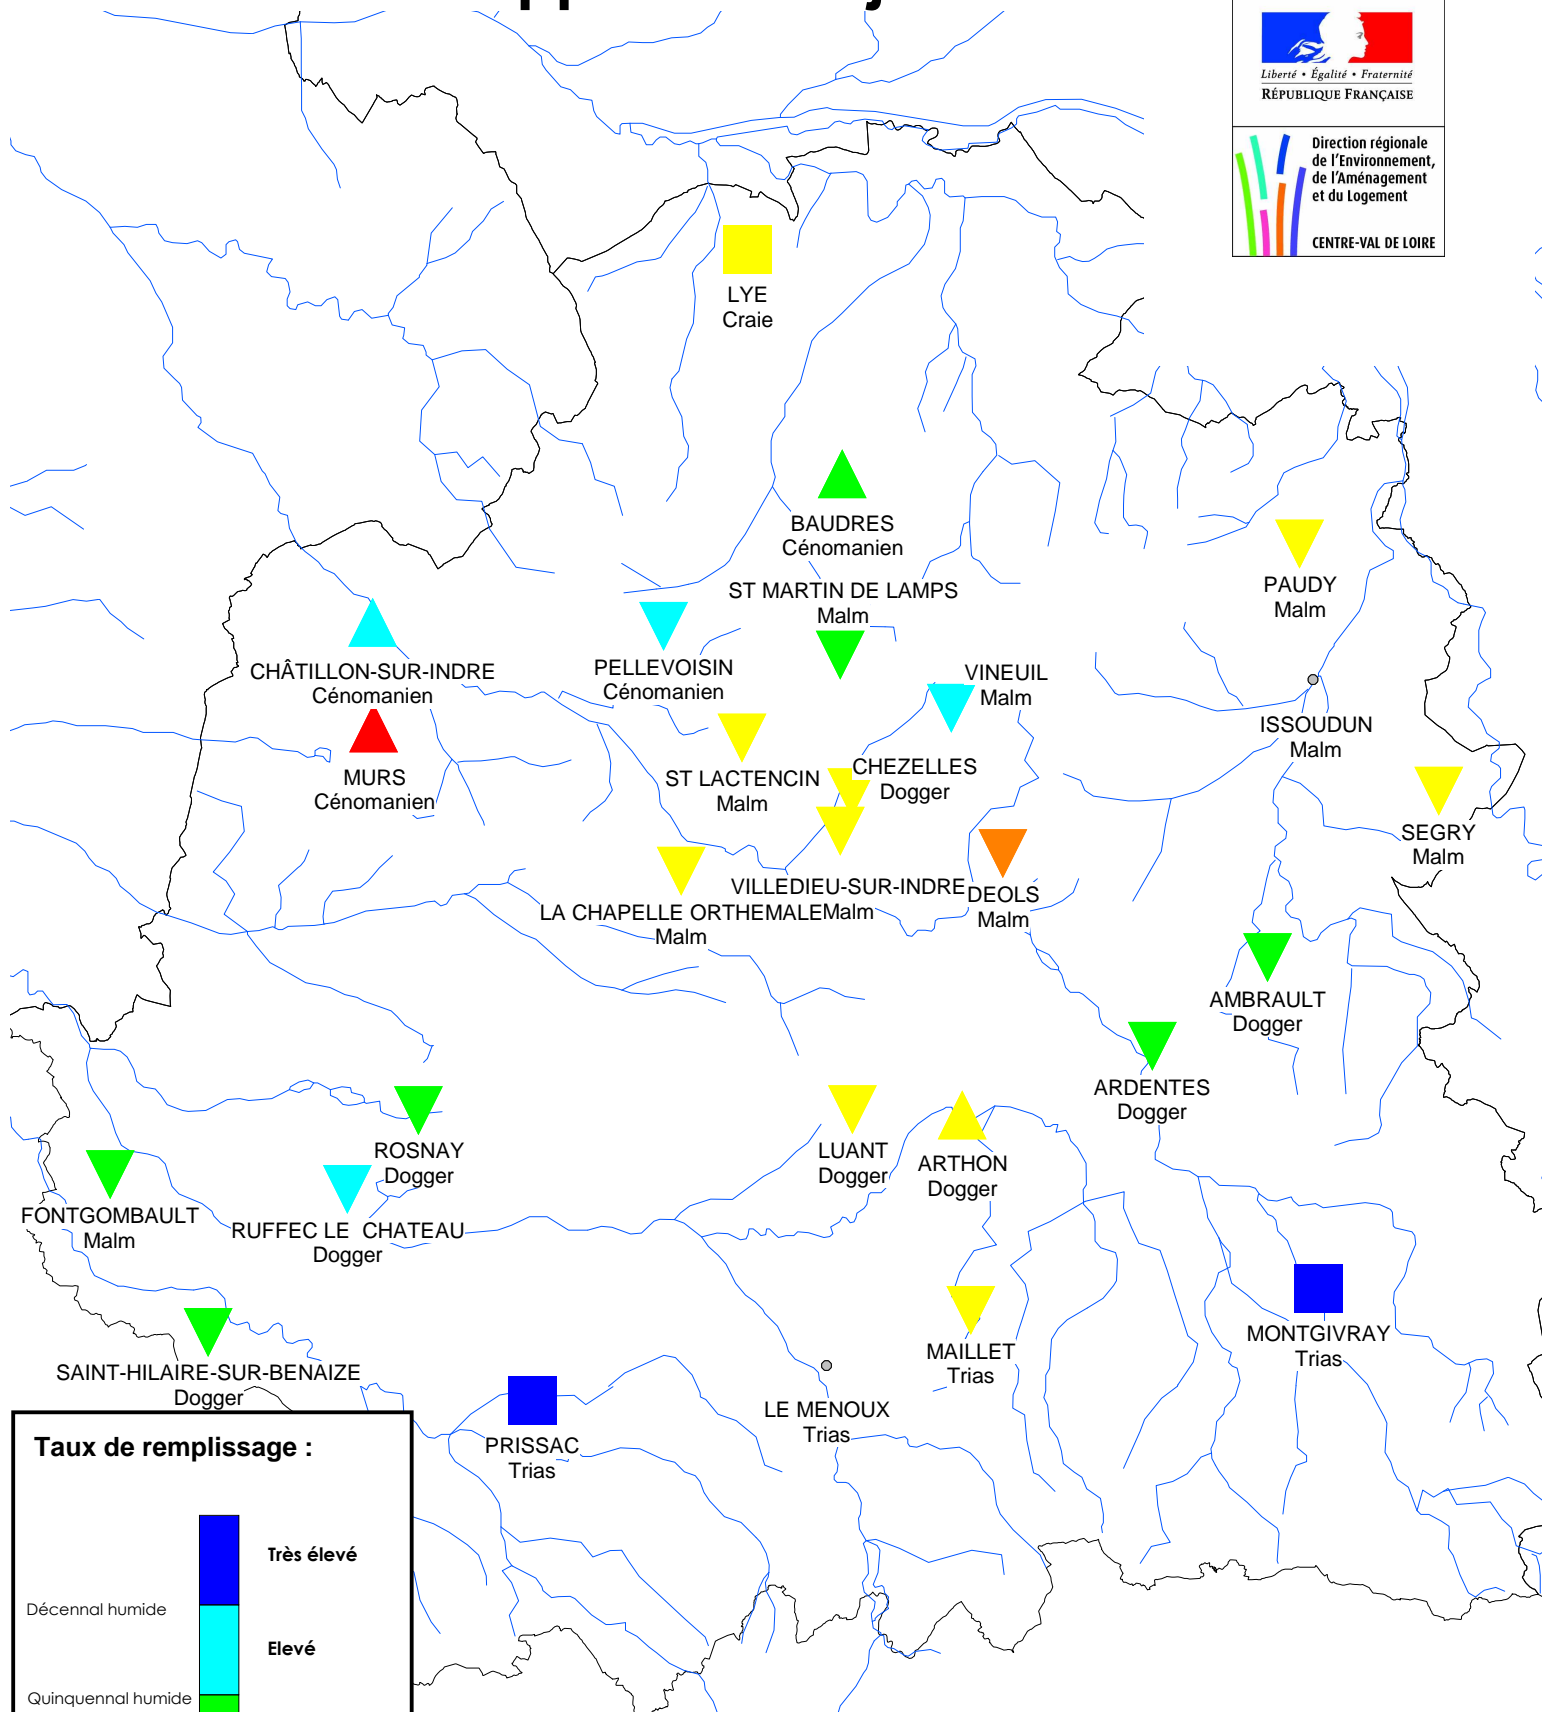 Liberté • Égalité • Fraternité
RÉPUBLIQUE FRANÇAISE
Direction régionale
de l'Environnement,
de l'Aménagement
et du Logement
CENTRE-VAL DE LOIRE
LYE
Craie
BAUDRES
Cénomanien
ST MARTIN DE LAMPS
Malm
PAUDY
Malm
CHÂTILLON-SUR-INDRE
Cénomanien
PELLEVOISIN
Cénomanien
VINEUIL
Malm
ISSOUDUN
Malm
MURS
Cénomanien
ST LACTENCIN
Malm
CHEZELLES
Dogger
SEGRY
Malm
VILLEDIEU-SUR-INDRE
Malm
DEOLS
Malm
LA CHAPELLE ORTHEMALE
Malm
AMBRAULT
Dogger
ARDENTES
Dogger
ROSNAY
Dogger
LUANT
Dogger
ARTHON
Dogger
FONTGOMBAULT
Malm
RUFFEC LE CHATEAU
Dogger
MONTGIVRAY
Trias
MAILLET
Trias
SAINT-HILAIRE-SUR-BENAIZE
Dogger
LE MENOUX
Trias
PRISSAC
Trias
Taux de remplissage :
Très élevé
Décennal humide
Elevé
Quinquennal humide